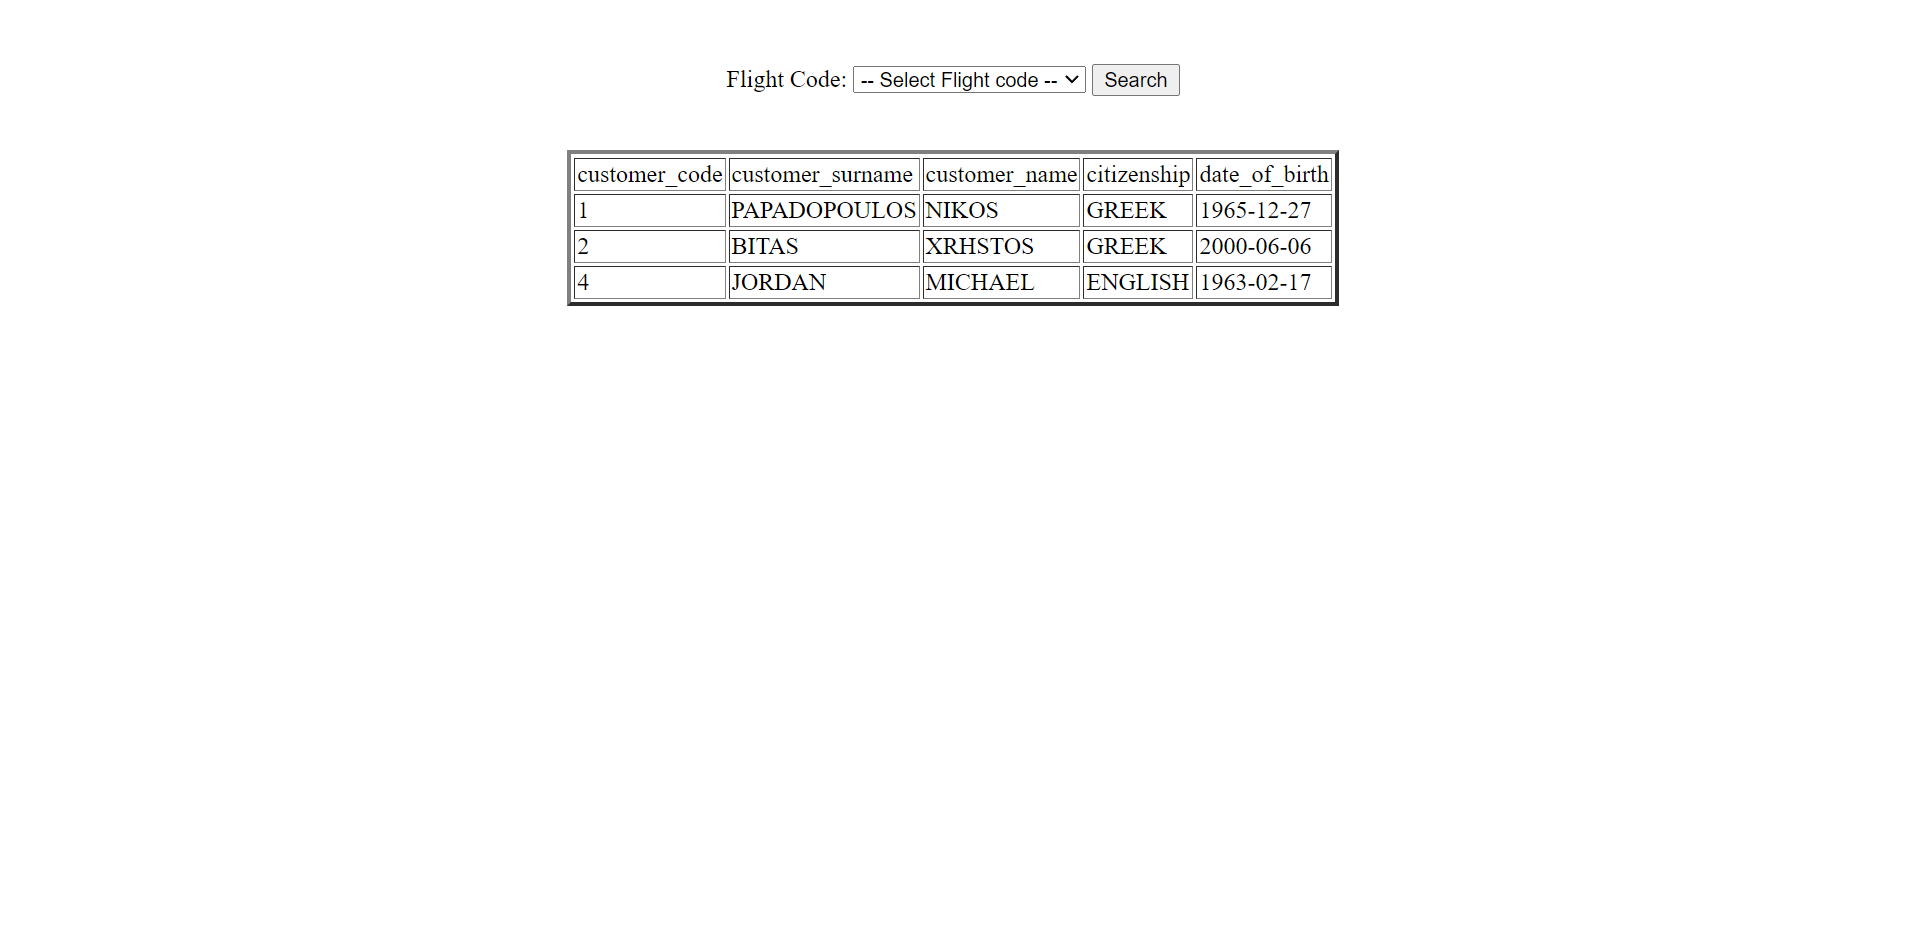 Flight Code: -- Select Flight code -- Search
customer_code customer_surname customer_name citizenship date_of_birth
1 PAPADOPOULOS NIKOS GREEK 1965-12-27
2 BITAS XRHSTOS GREEK 2000-06-06
4 JORDAN MICHAEL ENGLISH 1963-02-17